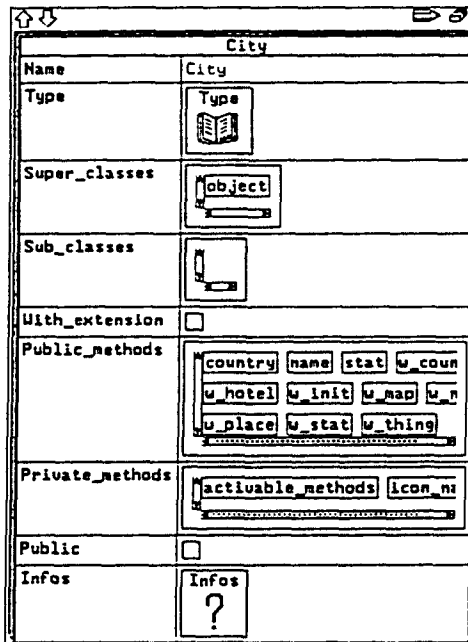 City
Name City
Type Type
Super_classes object
Sub_classes
With_extension
Public_methods country name stat w_coun
w_hotel w_init w_map
w_place w_stat w_thing
Private_methods activable_methods icon_na
Public
Infos Infos
?